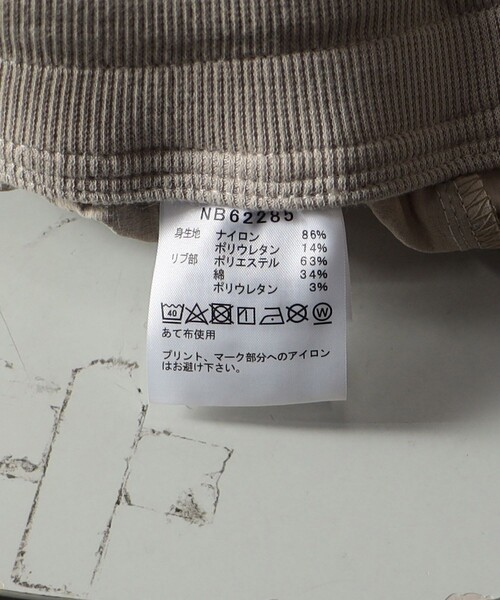 NB62285
身生地 ナイロン 86%
ポリウレタン 14%
リブ部 ポリエステル 63%
綿 34%
ポリウレタン 3%
40 W
あて布使用
プリント、マーク部分へのアイロン
はお避け下さい。